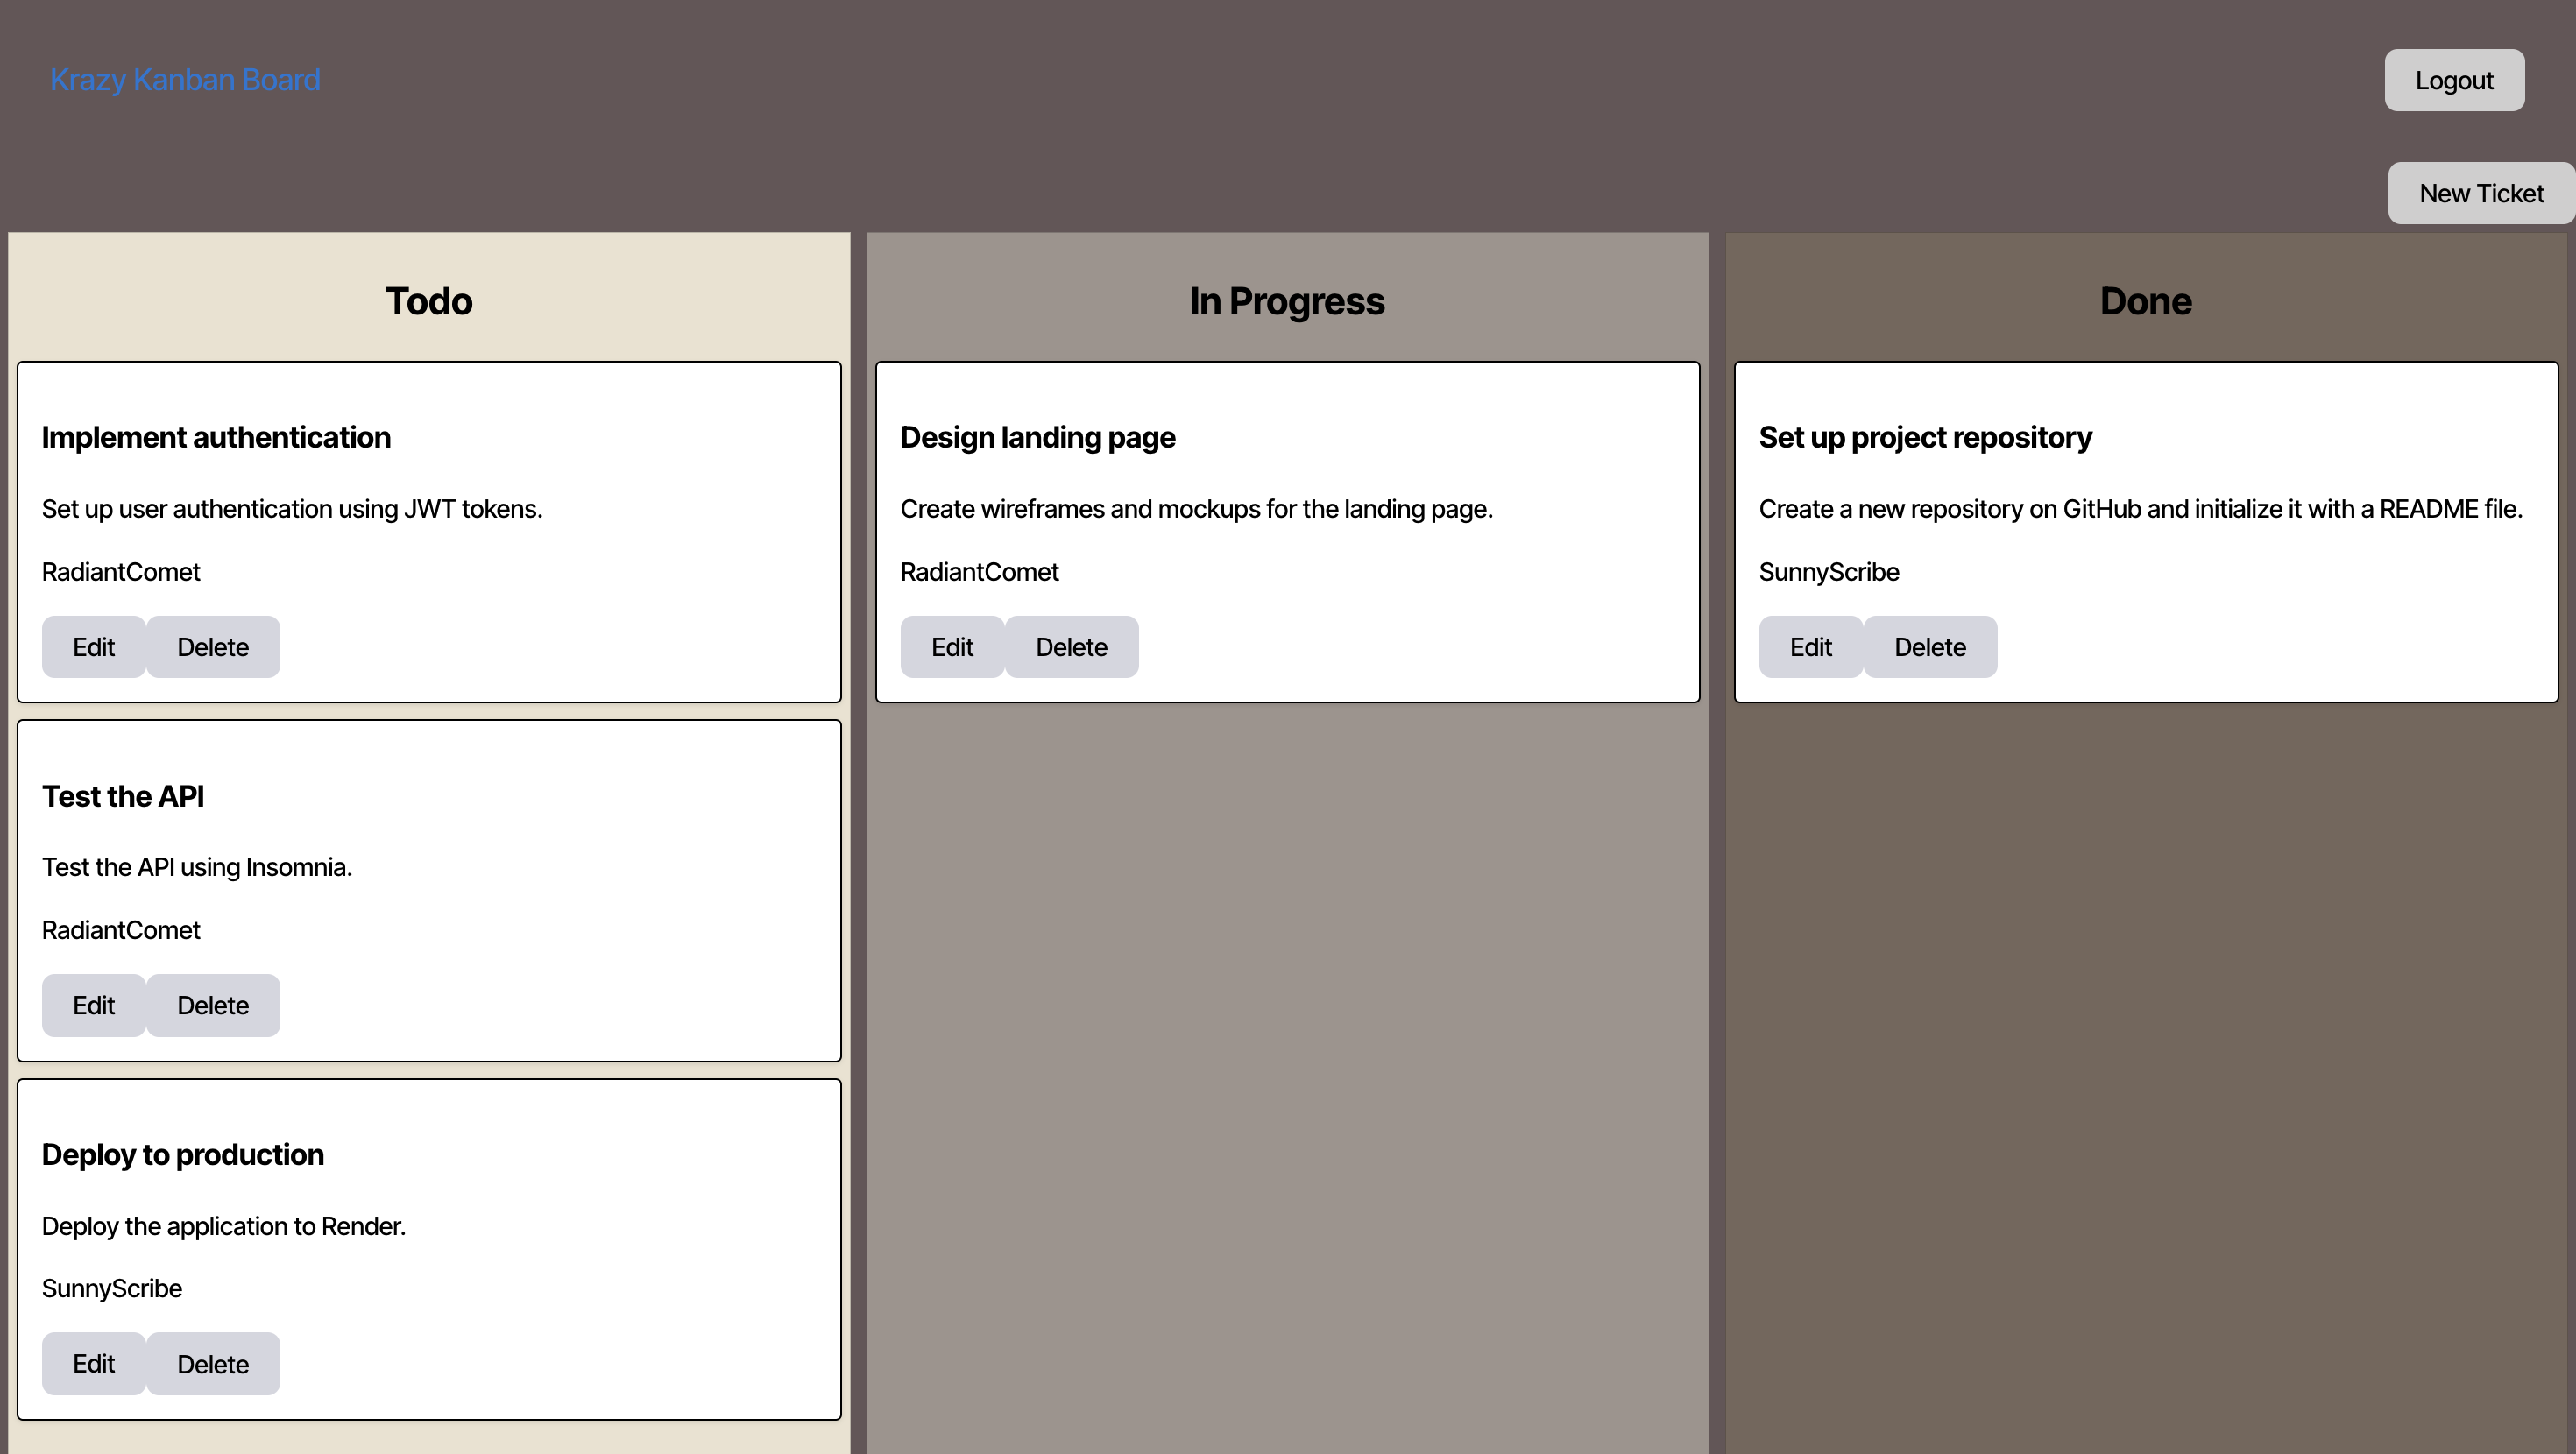 Krazy Kanban Board
Logout
New Ticket
Todo
Implement authentication
Set up user authentication using JWT tokens.
RadiantComet
Edit
Delete
Test the API
Test the API using Insomnia.
RadiantComet
Edit
Delete
Deploy to production
Deploy the application to Render.
SunnyScribe
Edit
Delete
In Progress
Design landing page
Create wireframes and mockups for the landing page.
RadiantComet
Edit
Delete
Done
Set up project repository
Create a new repository on GitHub and initialize it with a README file.
SunnyScribe
Edit
Delete